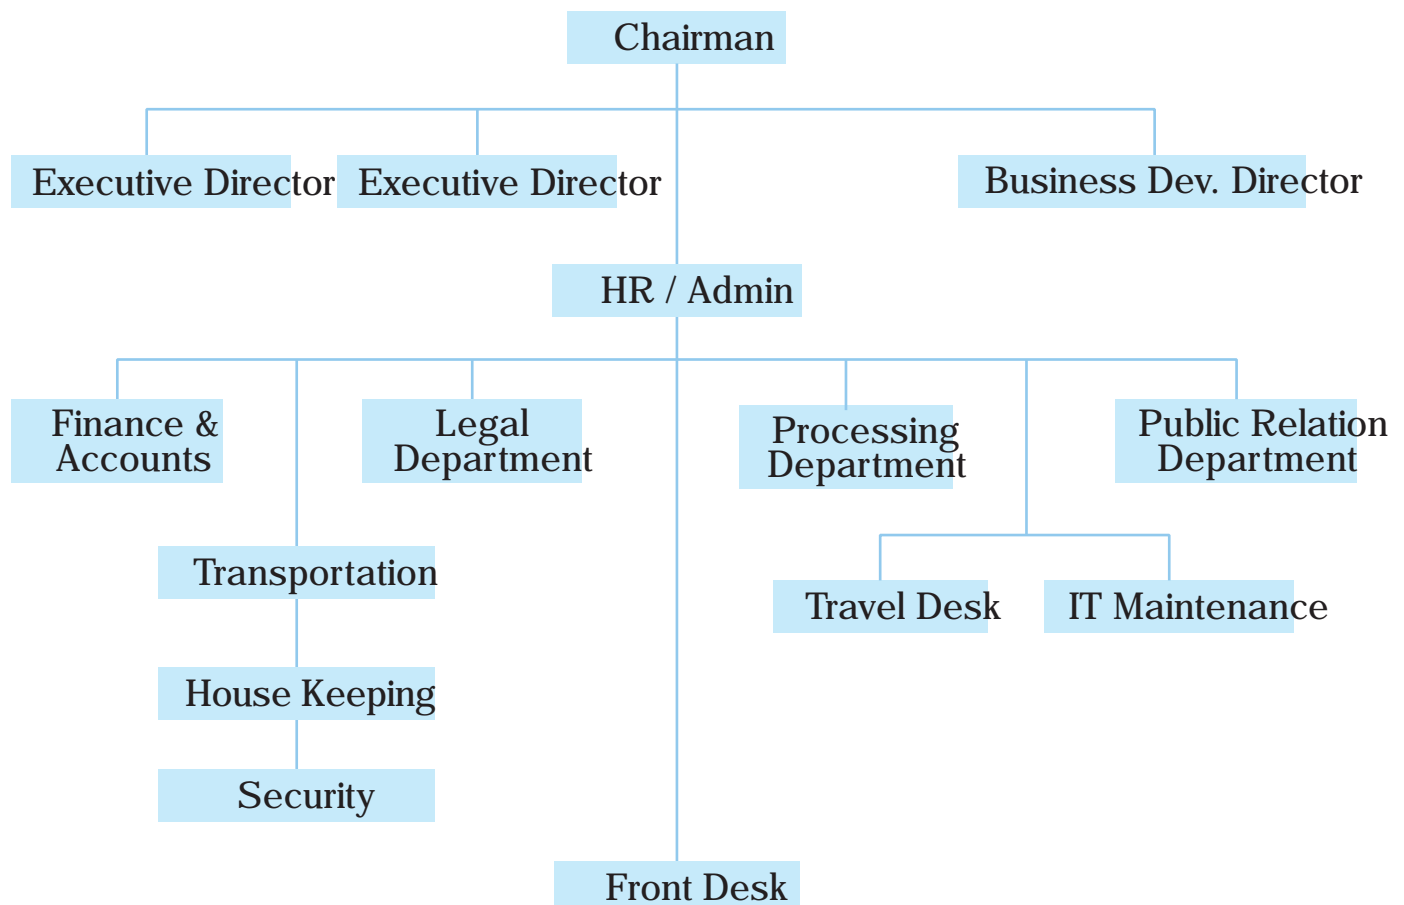 Chairman
Executive Director
Executive Director
Business Dev. Director
HR / Admin
Finance &
Accounts
Legal
Department
Processing
Department
Public Relation
Department
Transportation
Travel Desk
IT Maintenance
House Keeping
Security
Front Desk